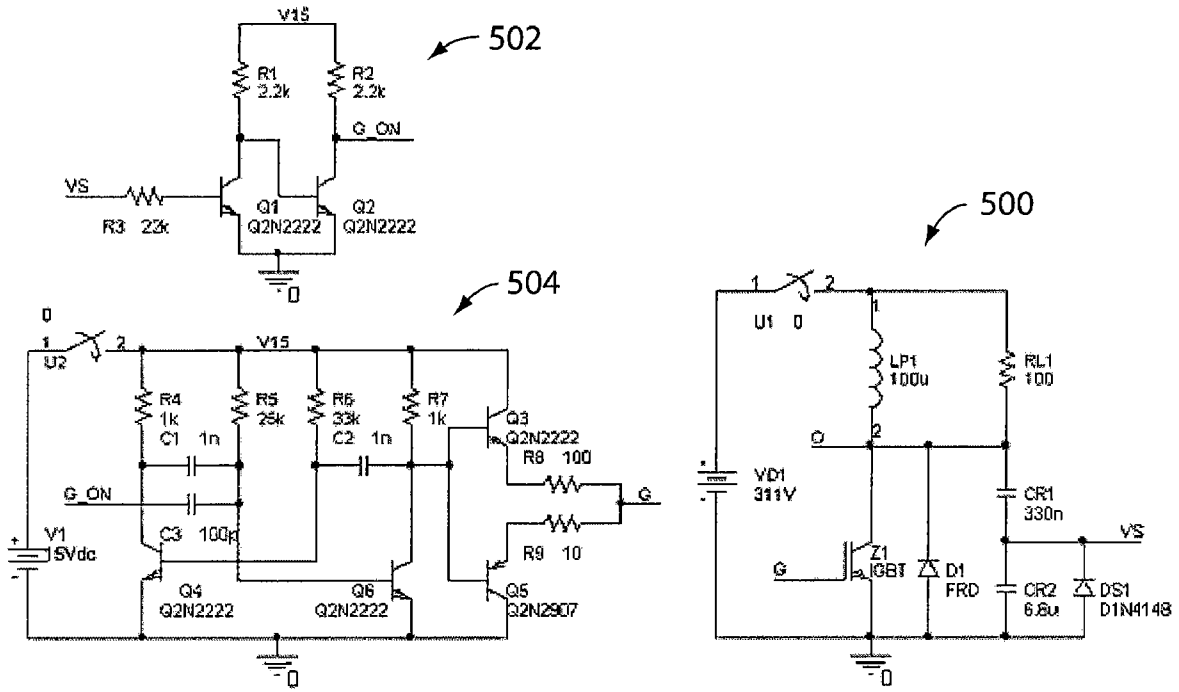 V15
502
R1
2.2k
R2
2.2k
G_ON
VS
R3 22k
Q1
Q2N2222
Q2
Q2N2222
0
504
500
0
1
2
U2
V15
R4
1k
R5
25k
R6
33k
R7
1k
C1 1n
C2 1n
G_ON
C3 100p
V1
15Vdc
Q4
Q2N2222
Q6
Q2N2222
Q3
Q2N2222
R8 100
G
R9 10
Q5
Q2N2907
0
1
2
U1 0
1
LP1
100u
2
RL1
100
O
VD1
311V
CR1
330n
VS
G
Z1
IGBT
D1
FRD
CR2
6.8u
DS1
D1N4148
0